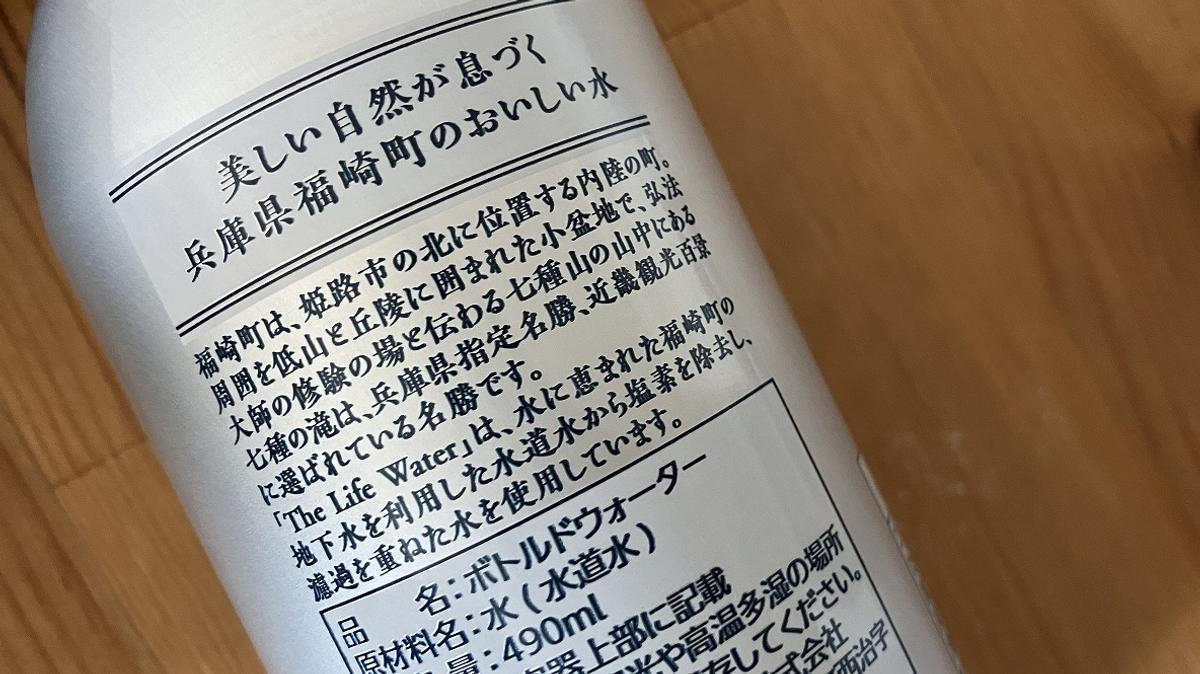 美しい自然が息づく
兵庫県福崎町のおいしい水
福崎町は、姫路市の北に位置する内陸の町。
周囲を低山と丘陵に囲まれた小盆地で、弘法
大師の修験の場と伝わる七種山の山中にある
七種の滝は、兵庫県指定名勝、近畿観光百景
に選ばれている名勝です。
「The Life Water」は、水に恵まれた福崎町の
地下水を利用した水道水から塩素を除去し、
濾過を重ねた水を使用しています。
品 名：ボトルドウォーター
原材料名：水（水道水）
量：490ml
容器上部に記載
光や高温多湿の場所
存してください。
式会社
西治字